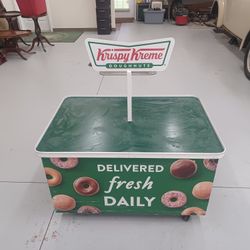 Krispy Kreme
DOUGHNUTS
DELIVERED
fresh
DAILY